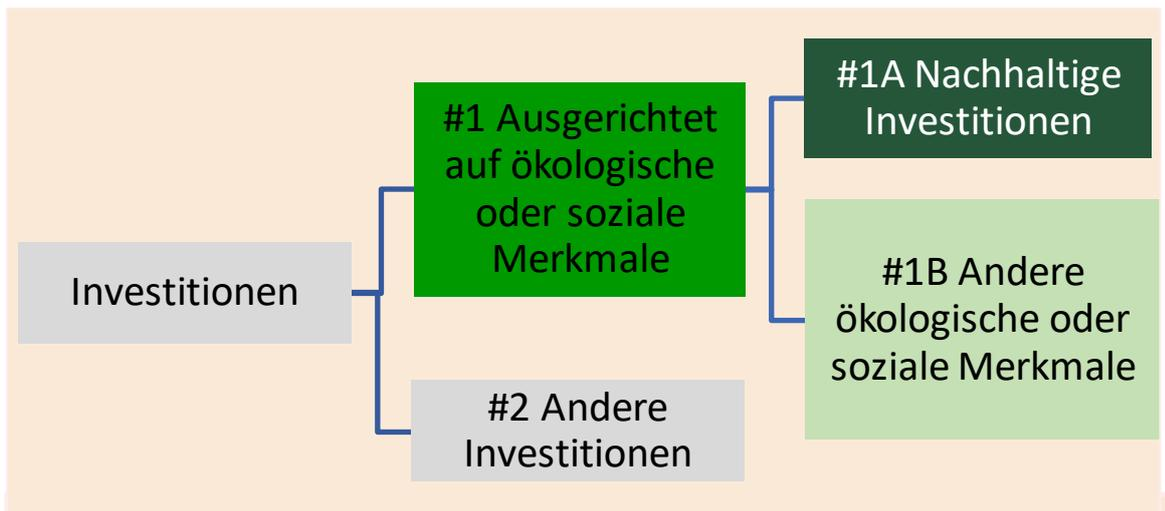 Investitionen
#1 Ausgerichtet
auf ökologische
oder soziale
Merkmale
#2 Andere
Investitionen
#1A Nachhaltige
Investitionen
#1B Andere
ökologische oder
soziale Merkmale